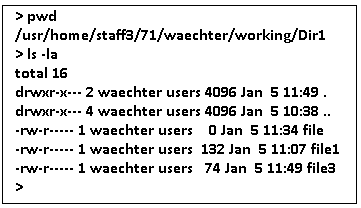 > pwd
/usr/home/staff3/71/waechter/working/Dir1
> ls -la
total 16
drwxr-x--- 2 waechter users 4096 Jan  5 11:49 .
drwxr-x--- 4 waechter users 4096 Jan  5 10:38 ..
-rw-r----- 1 waechter users    0 Jan  5 11:34 file
-rw-r----- 1 waechter users  132 Jan  5 11:07 file1
-rw-r----- 1 waechter users   74 Jan  5 11:49 file3
>